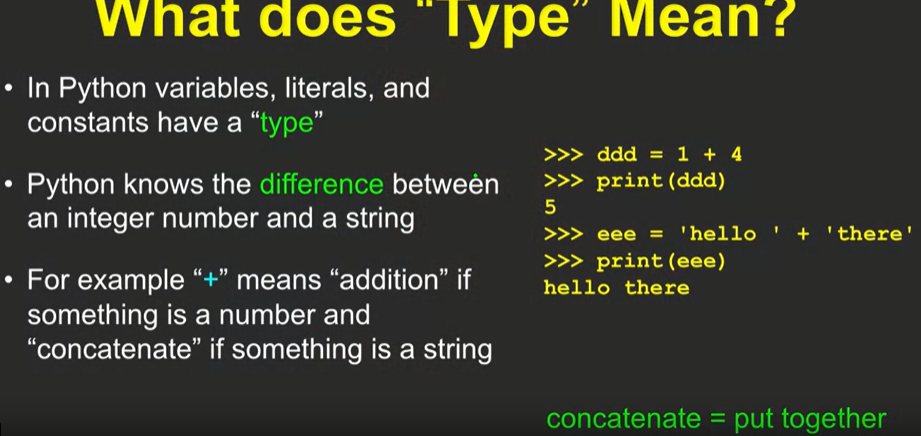 What does "Type" Mean?
• In Python variables, literals, and
constants have a “type”
• Python knows the difference between
an integer number and a string
• For example “+” means “addition” if
something is a number and
“concatenate” if something is a string
>>> ddd = 1 + 4
>>> print(ddd)
5
>>> eee = 'hello ' + 'there'
>>> print(eee)
hello there
concatenate = put together